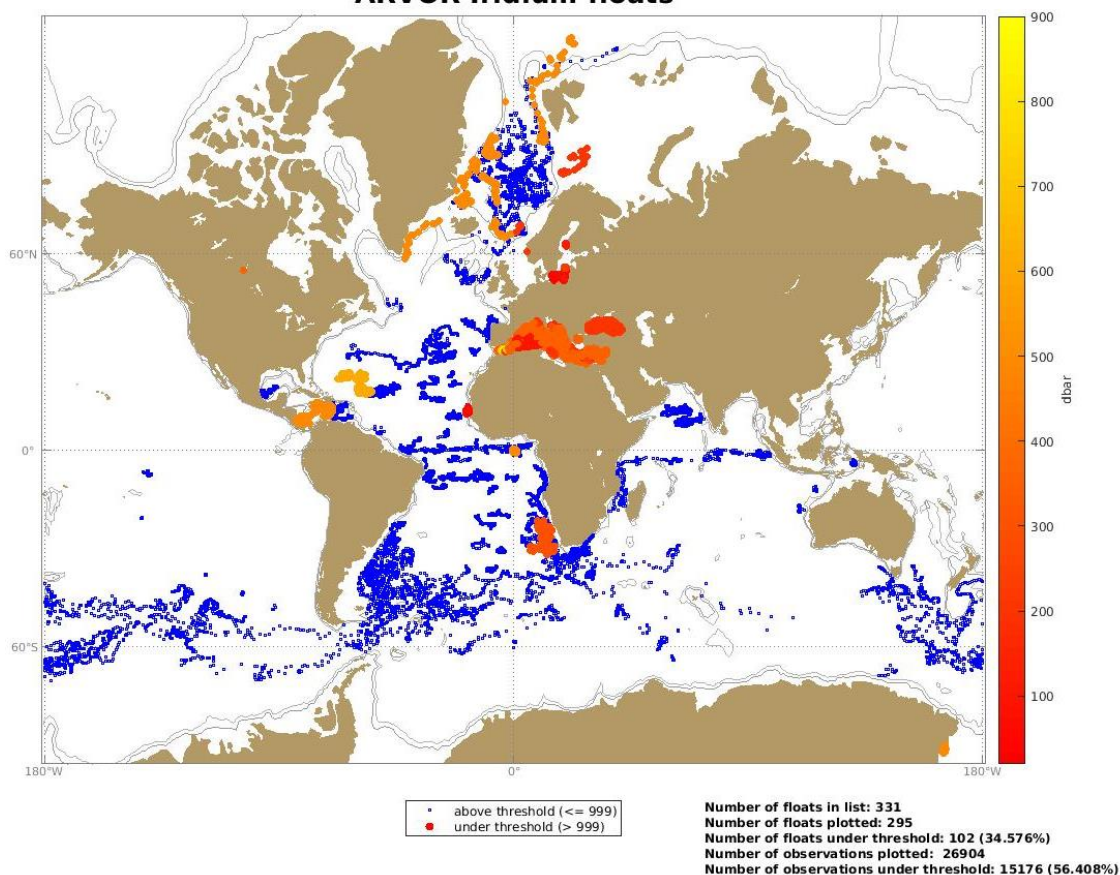 ARVOR Iridium floats
900
800
700
600
500
400
300
200
100
dbar
60°N
0°
60°S
180°W
0°
180°W
above threshold (<= 999)
under threshold (> 999)
Number of floats in list: 331
Number of floats plotted: 295
Number of floats under threshold: 102 (34.576%)
Number of observations plotted: 26904
Number of observations under threshold: 15176 (56.408%)